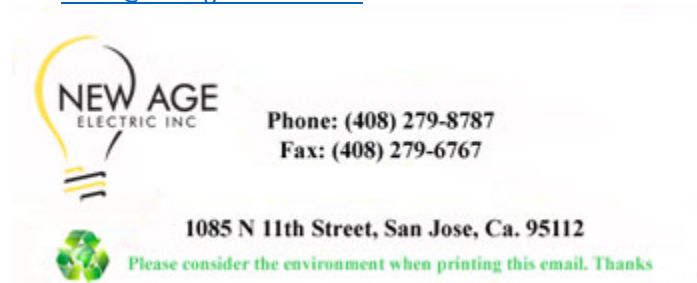 NEW AGE
ELECTRIC INC
Phone: (408) 279-8787
Fax: (408) 279-6767
1085 N 11th Street, San Jose, Ca. 95112
Please consider the environment when printing this email. Thanks